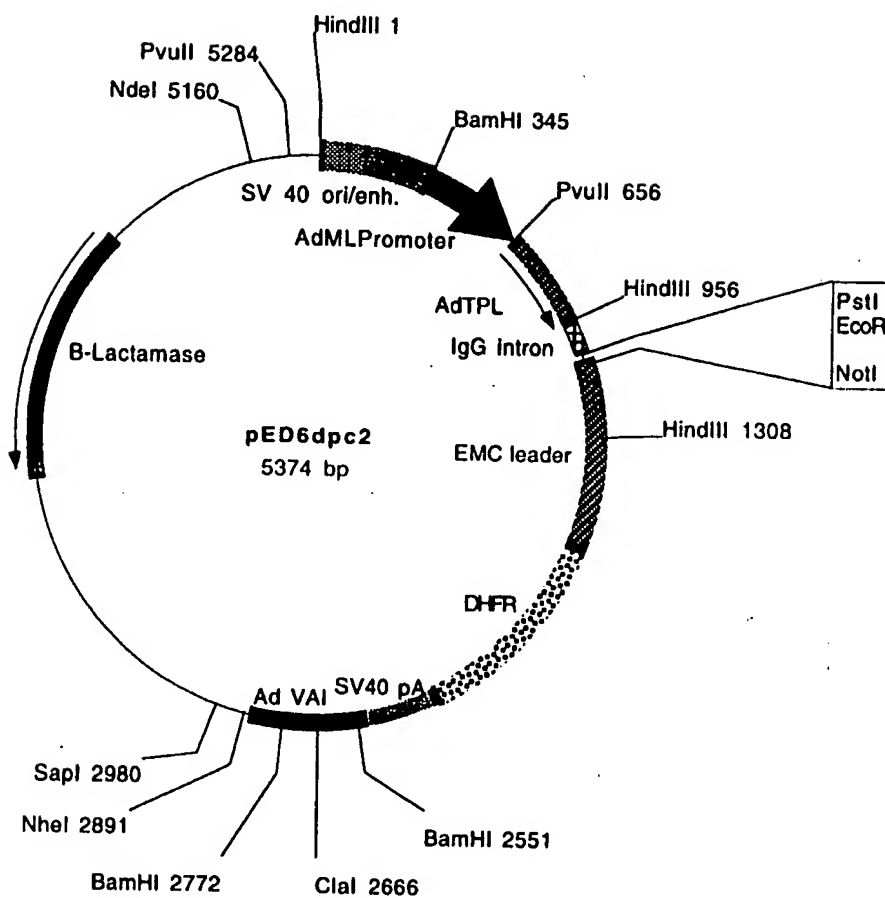 HindIII 1
PvuII 5284
NdeI 5160
BamHI 345
SV 40 ori/enh.
PvuII 656
AdMLPromoter
HindIII 956
PstI
EcoR
NotI
AdTPL
IgG intron
B-Lactamase
pED6dpc2
5374 bp
EMC leader
HindIII 1308
DHFR
Ad VAI
SV40 pA
SapI 2980
NheI 2891
BamHI 2551
BamHI 2772
ClaI 2666